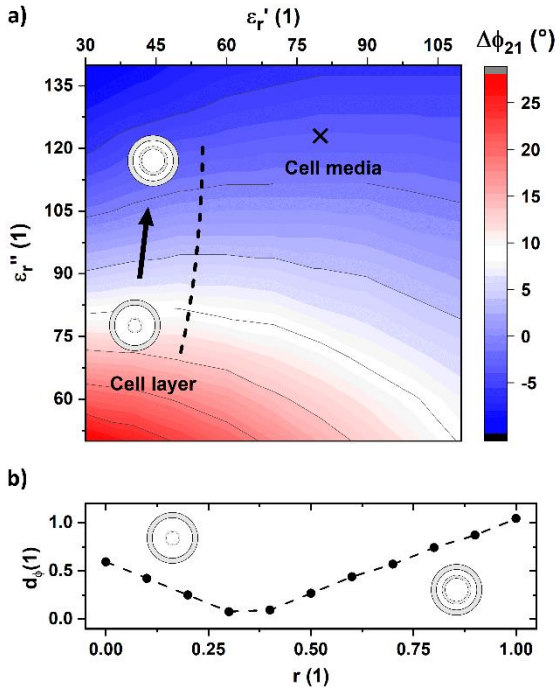 a)
εr' (1)
30 45 60 75 90 105
Δϕ21 (°)
135
120
105
90
75
60
εr'' (1)
Cell media
Cell layer
25
20
15
10
5
0
-5
b)
1.0
0.5
0.0
dϕ(1)
0.00 0.25 0.50 0.75 1.00
r (1)